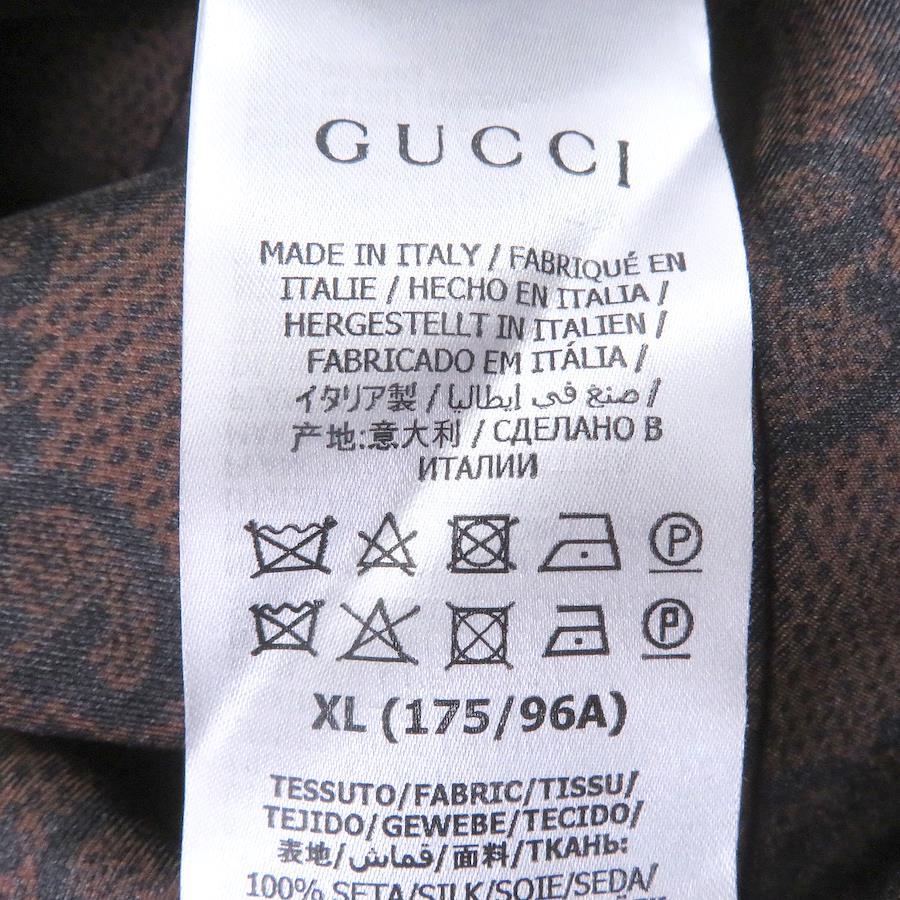 GUCCI
MADE IN ITALY / FABRIQUÉ EN
ITALIE / HECHO EN ITALIA /
HERGESTELLT IN ITALIEN /
FABRICADO EM ITÁLIA /
イタリア製 / صنع في إيطاليا /
产地:意大利 / СДЕЛАНО В
ИТАЛИИ
P
P
XL (175/96A)
TESSUTO/FABRIC/TISSU/
TEJIDO/GEWEBE/TECIDO/
表地/قماش/面料/ТКАНЬ:
100% SETA/SILK/SOIE/SEDA/